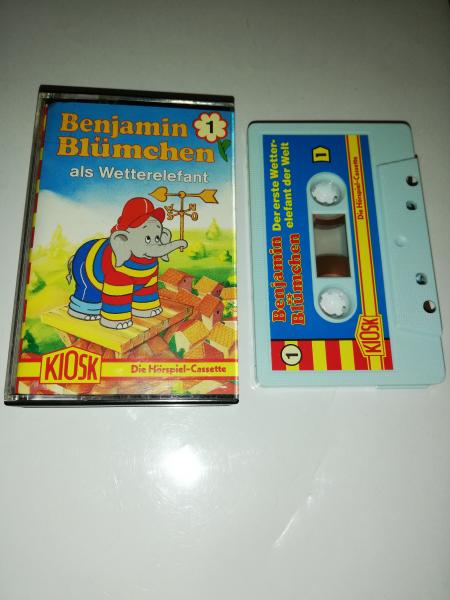 Benjamin
Blümchen
1
als Wetterelefant
N
KIOSK
Die Hörspiel-Cassette
1
Benjamin
Blümchen
Der erste Wetter-
elefant der Welt
1
KIOSK
Die Hörspiel-Cassette